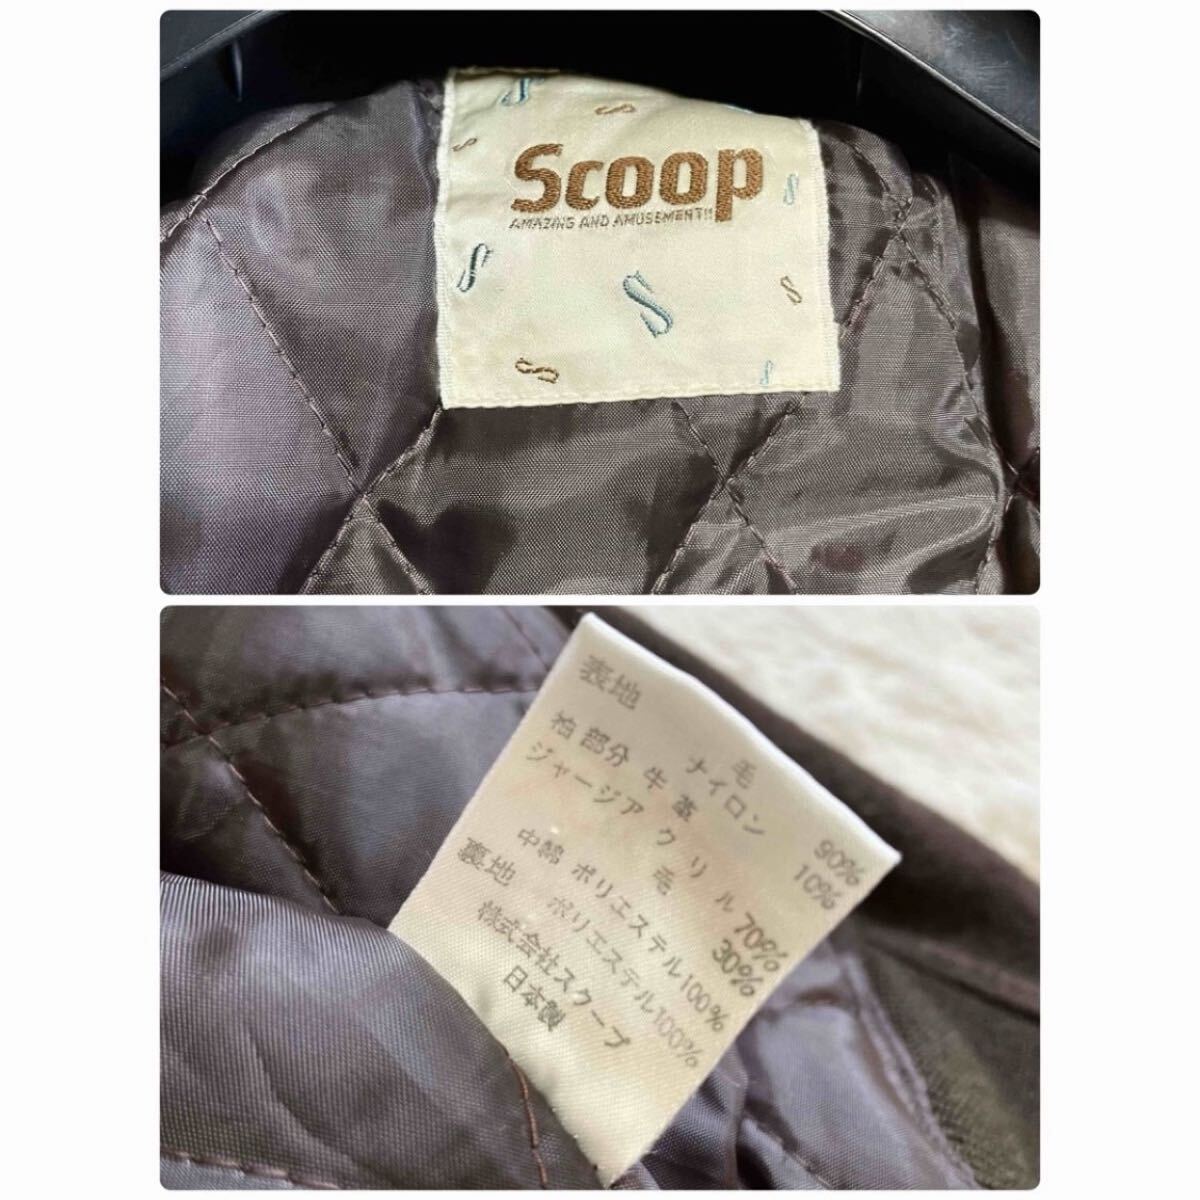 Scoop
AMAZING AND AMUSEMENT!!
S
S
S
S
S
S
S
S
S
表地
毛 90%
ナイロン 10%
袖部分 牛革
ジャージアクリル 70%
毛 30%
中綿 ポリエステル100%
裏地 ポリエステル100%
株式会社スクープ
日本製